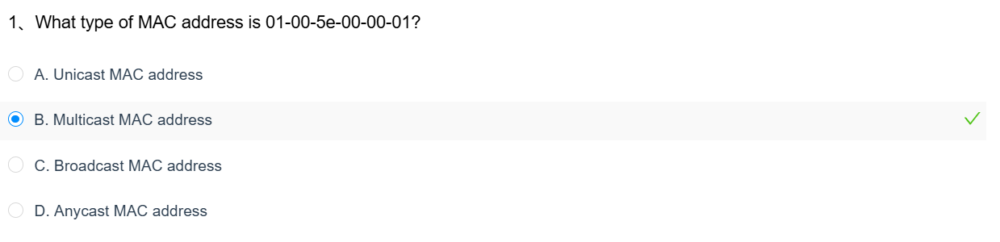 1、What type of MAC address is 01-00-5e-00-00-01?
A. Unicast MAC address
B. Multicast MAC address
C. Broadcast MAC address
D. Anycast MAC address